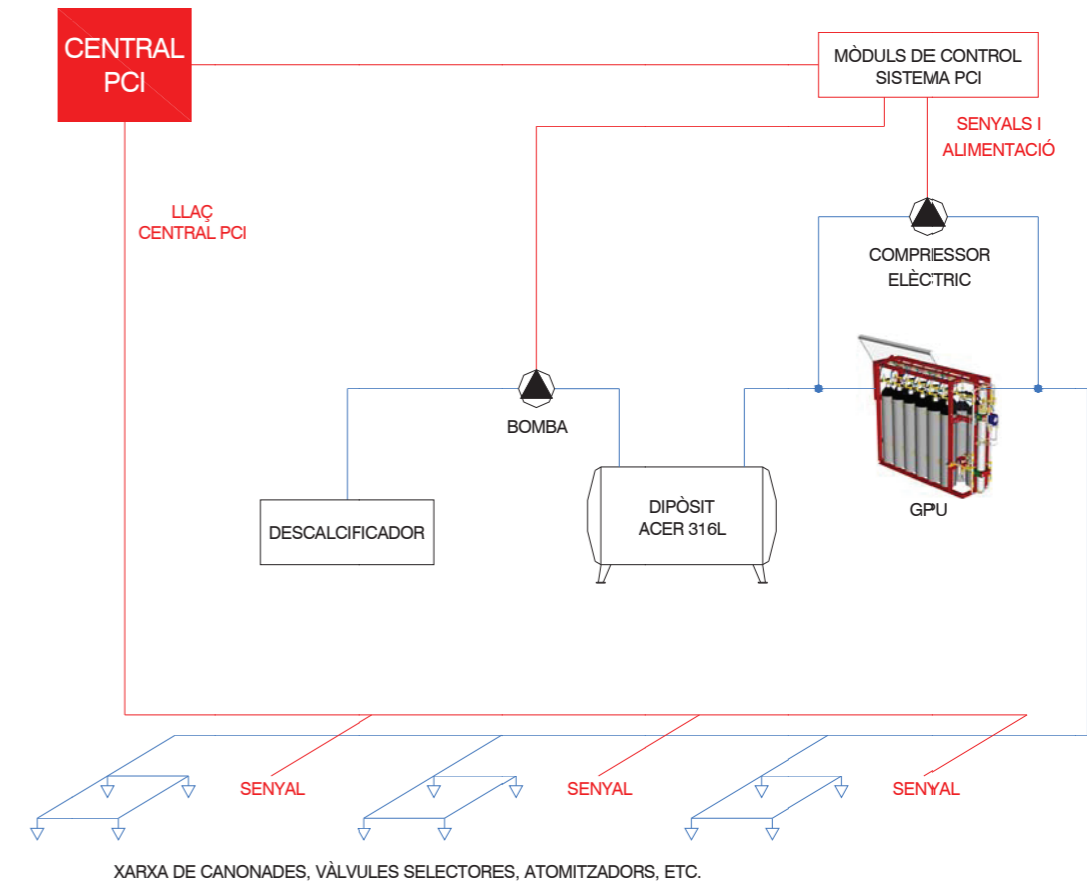 CENTRAL
PCI
MÒDULS DE CONTROL
SISTEMA PCI
SENYALS I
ALIMENTACIÓ
LLAÇ
CENTRAL PCI
COMPRESSOR
ELÈCTRIC
BOMBA
DESCALCIFICADOR
DIPÒSIT
ACER 316L
GPU
SENYAL
SENYAL
SENYAL
XARXA DE CANONADES, VÀLVULES SELECTORES, ATOMITZADORS, ETC.